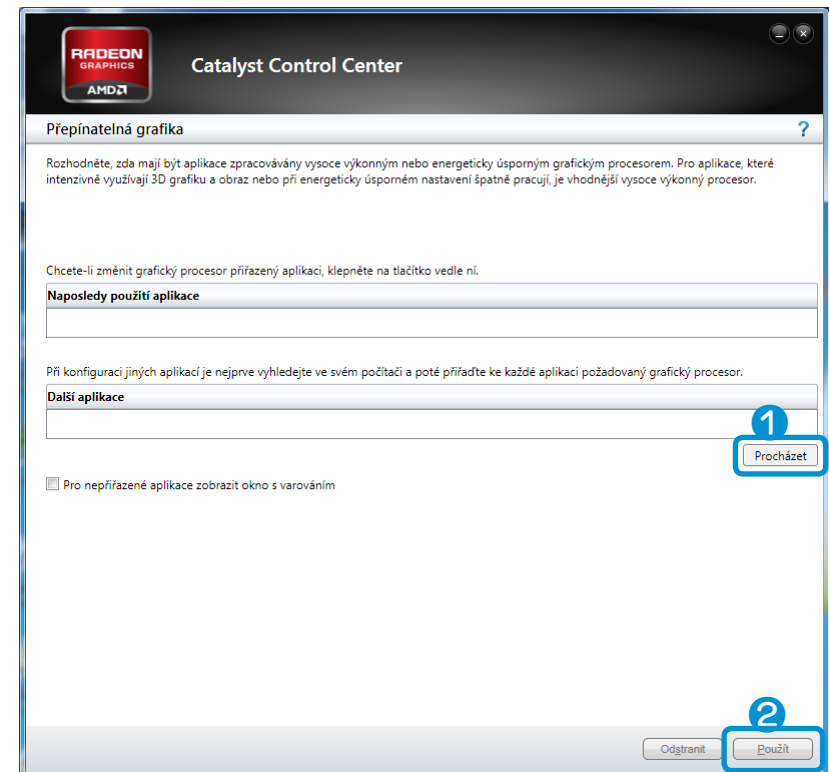 RADEON
GRAPHICS
AMD
Catalyst Control Center
Přepínatelná grafika
?
Rozhodněte, zda mají být aplikace zpracovávány vysoce výkonným nebo energeticky úsporným grafickým procesorem. Pro aplikace, které
intenzivně využívají 3D grafiku a obraz nebo při energeticky úsporném nastavení špatně pracují, je vhodnější vysoce výkonný procesor.
Chcete-li změnit grafický procesor přiřazený aplikaci, klepněte na tlačítko vedle ní.
Naposledy použití aplikace
Při konfiguraci jiných aplikací je nejprve vyhledejte ve svém počítači a poté přiřaďte ke každé aplikaci požadovaný grafický procesor.
Další aplikace
1
Procházet
Pro nepřiřazené aplikace zobrazit okno s varováním
2
Odstranit
Použít